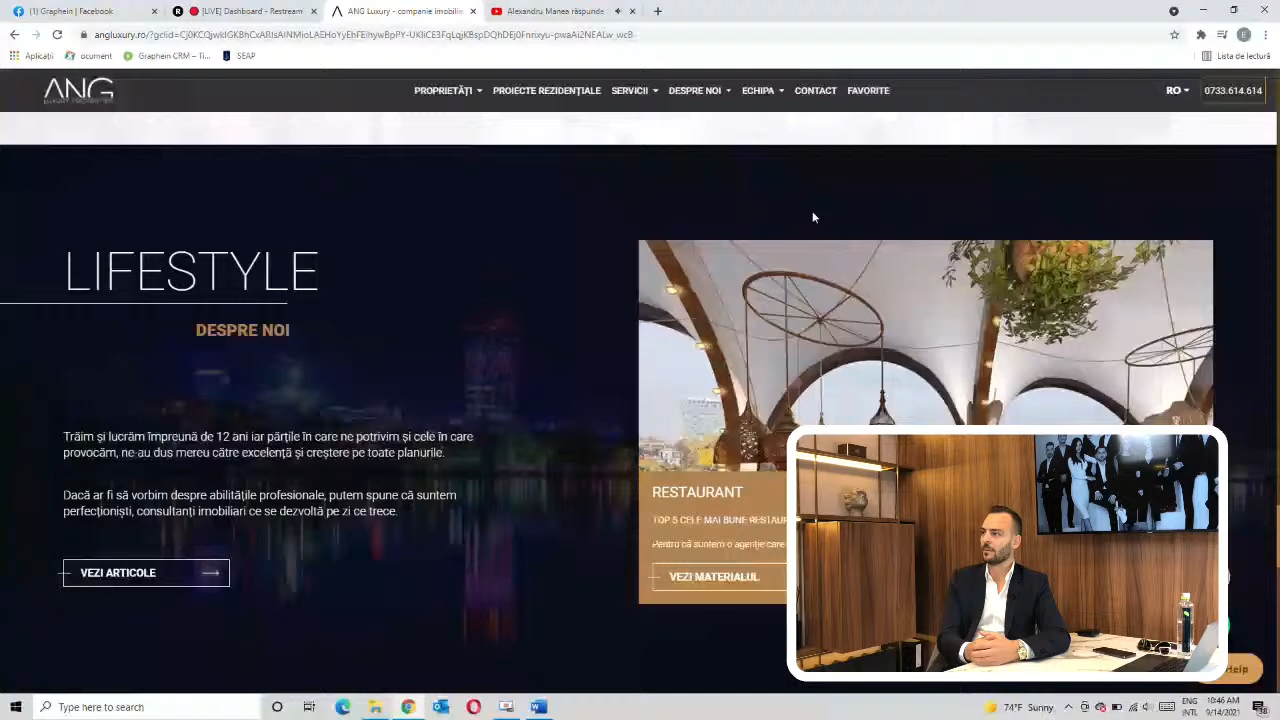 (1) Graphein | Facebook
[LIVE] Dashboard - Restream
ANG Luxury - companie imobilia
Alexandru Manea răspunde
angluxury.ro/?gclid=
Aplicații
ocument
Graphein CRM – Ti...
SEAP
Lista de lectură
ANG
PROPRIETĂȚI
PROIECTE REZIDENȚIALE
SERVICII
DESPRE NOI
ECHIPA
CONTACT
FAVORITE
RO
0733.614.614
LIFESTYLE
DESPRE NOI
Trăim și lucrăm împreună de 12 ani iar părțile în care ne potrivim și cele în care
provocăm, ne-au dus mereu către excelență și creștere pe toate planurile.
Dacă ar fi să vorbim despre abilitățile profesionale, putem spune că suntem
perfecționiști, consultanți imobiliari ce se dezvoltă pe zi ce trece.
VEZI ARTICOLE
RESTAURANT
TOP 5 CELE MAI BUNE RESTAUR
Pentru că suntem o agenție care
VEZI MATERIALUL
Help
Type here to search
74°F Sunny
ENG
INTL
10:46 AM
9/14/2021